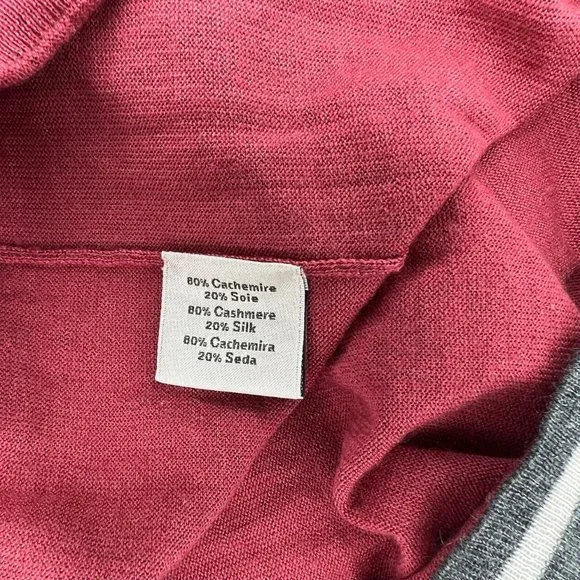 80% Cachemire
20% Soie
80% Cashmere
20% Silk
80% Cachemira
20% Seda